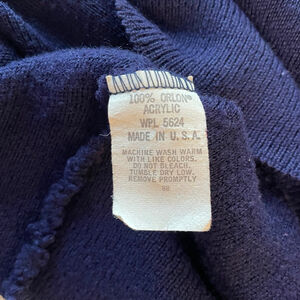 100% ORLON®
ACRYLIC
WPL 5624
MADE IN U.S.A.
MACHINE WASH WARM
WITH LIKE COLORS.
DO NOT BLEACH.
TUMBLE DRY LOW.
REMOVE PROMPTLY